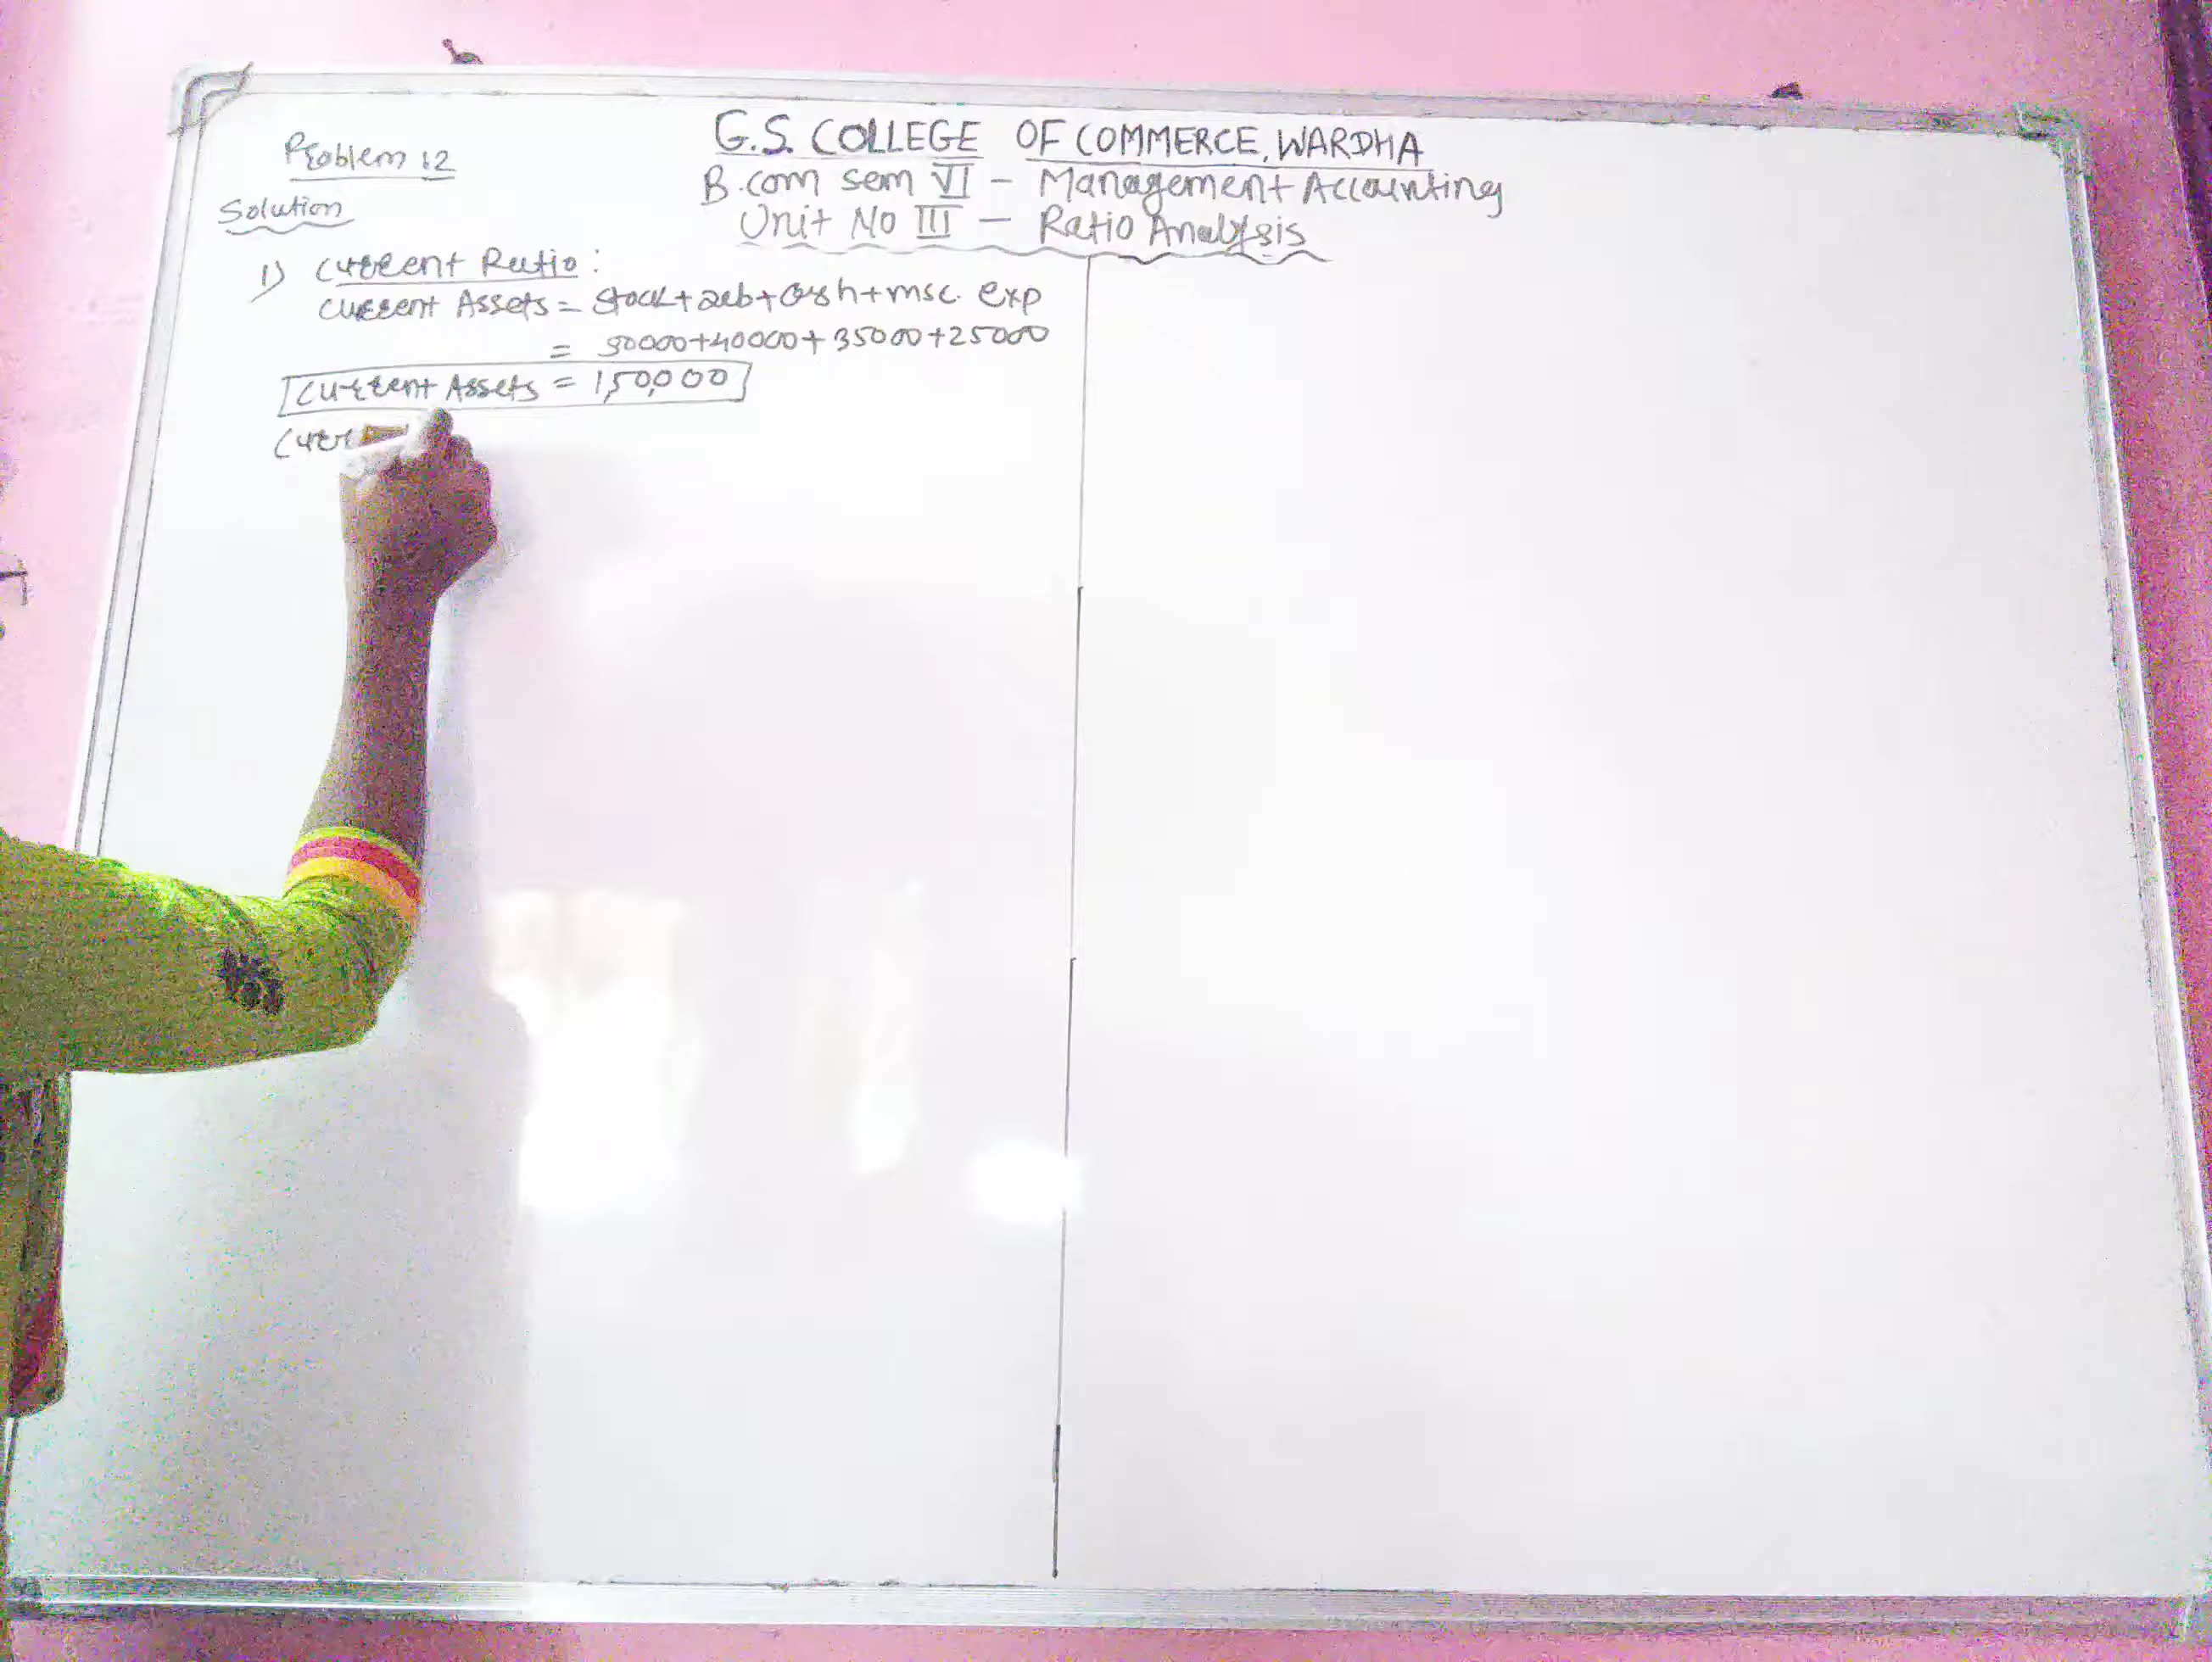 G.S. COLLEGE OF COMMERCE, WARDHA
B.com sem VI - Management Accounting
Unit No III - Ratio Analysis
Problem 12
Solution
1) Current Ratio:
Current Assets = Stock+Deb+Cash+msc. exp
= 50000+40000+35000+25000
Current Assets = 1,50,000
Curr